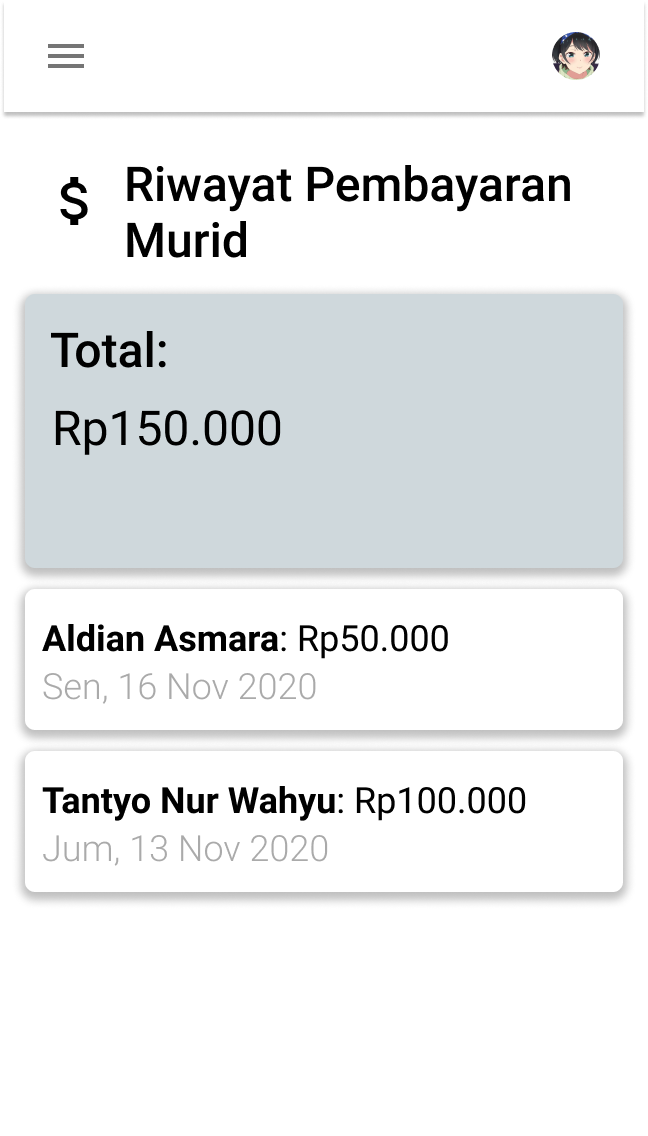 $ Riwayat Pembayaran
Murid
Total:
Rp150.000
Aldian Asmara: Rp50.000
Sen, 16 Nov 2020
Tantyo Nur Wahyu: Rp100.000
Jum, 13 Nov 2020